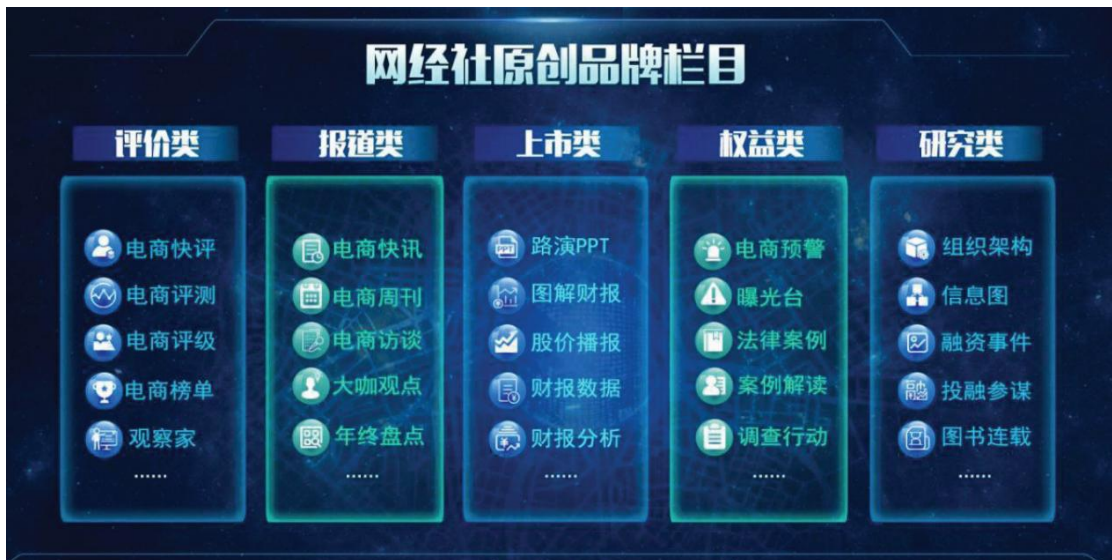 网经社原创品牌栏目
评价类
电商快评
电商评测
电商评级
电商榜单
观察家
......
报道类
电商快讯
电商周刊
电商访谈
大咖观点
年终盘点
......
上市类
PPT
路演PPT
图解财报
股价播报
财报数据
财报分析
......
权益类
电商预警
曝光台
法律案例
案例解读
调查行动
......
研究类
组织架构
信息图
融资事件
融
投融参谋
图书连载
......